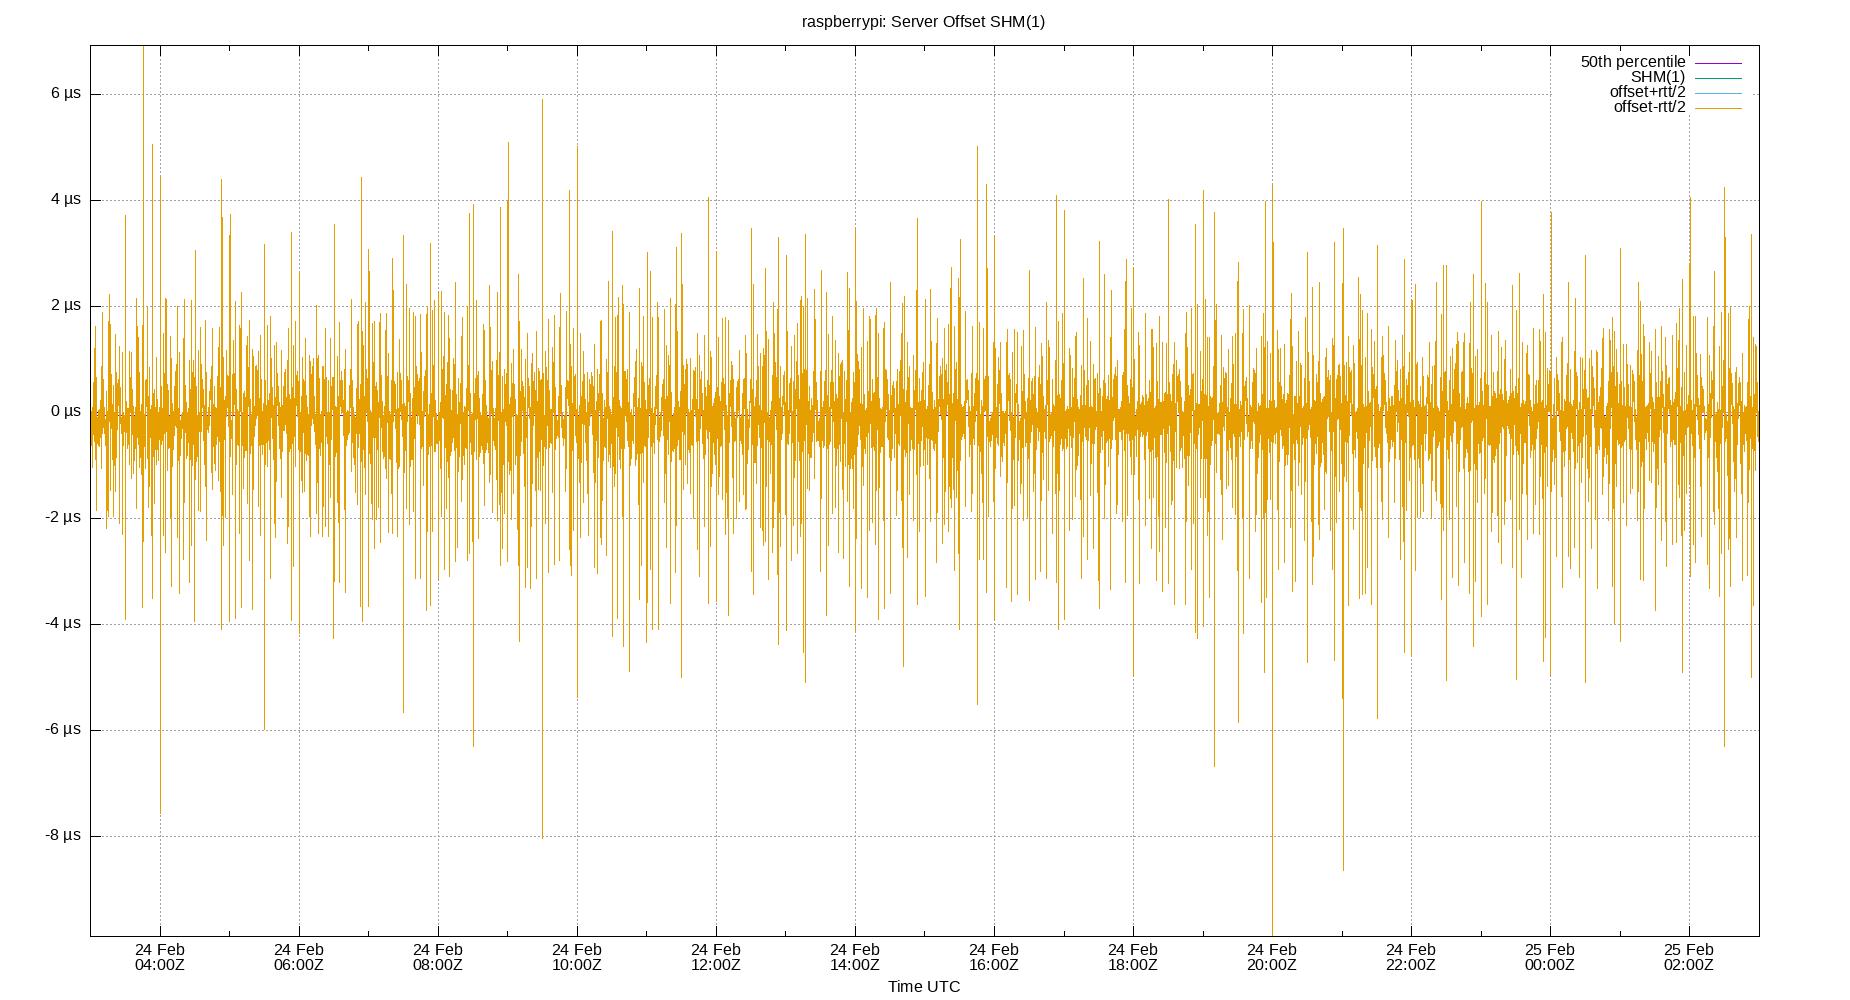 raspberrypi: Server Offset SHM(1)
50th percentile
SHM(1)
offset+rtt/2
offset-rtt/2
6 µs
4 µs
2 µs
0 µs
-2 µs
-4 µs
-6 µs
-8 µs
24 Feb 24 Feb 24 Feb 24 Feb 24 Feb 24 Feb 24 Feb 24 Feb 24 Feb 24 Feb 25 Feb 25 Feb
04:00Z 06:00Z 08:00Z 10:00Z 12:00Z 14:00Z 16:00Z 18:00Z 20:00Z 22:00Z 00:00Z 02:00Z
Time UTC